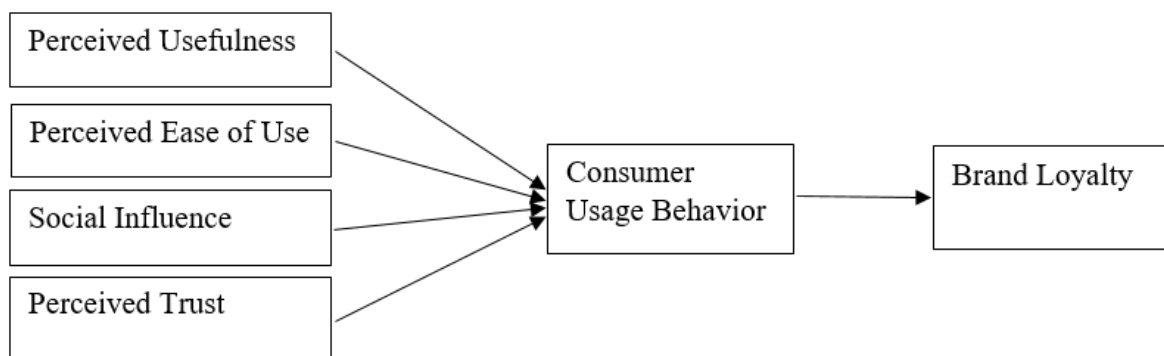 Perceived Usefulness
Perceived Ease of Use
Social Influence
Perceived Trust
Consumer
Usage Behavior
Brand Loyalty